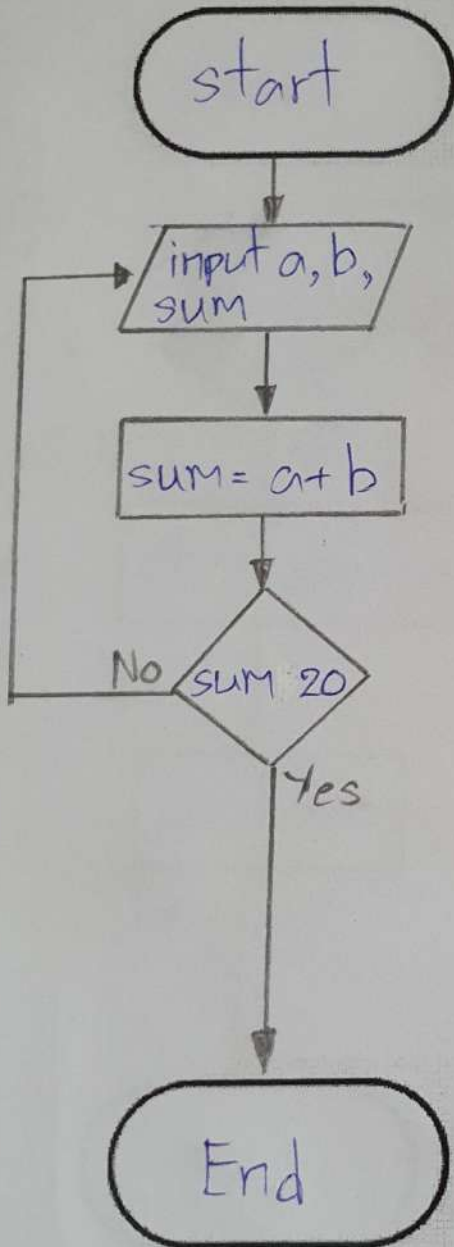 start
input a, b,
sum
sum = a + b
No
sum 20
Yes
End